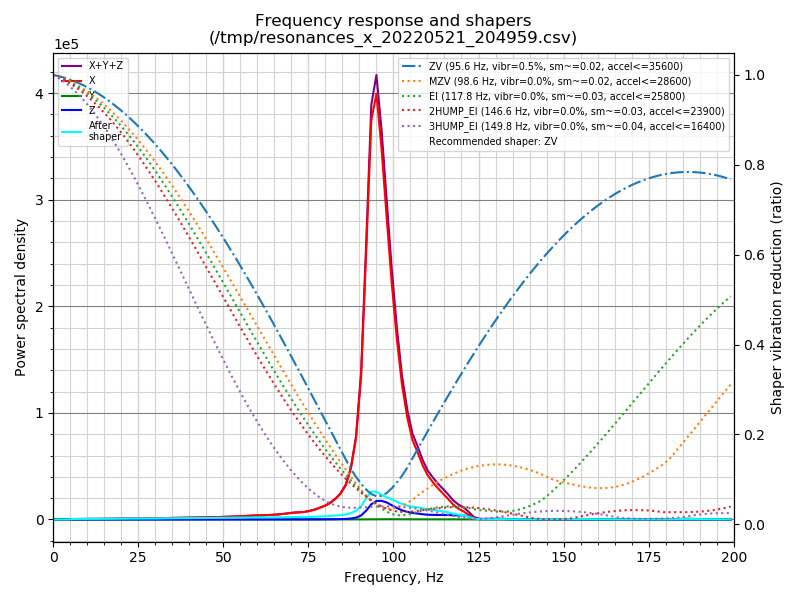 Frequency response and shapers
(/tmp/resonances_x_20220521_204959.csv)
1e5
X+Y+Z
X
Y
Z
After
shaper
ZV (95.6 Hz, vibr=0.5%, sm~=0.02, accel<=35600)
MZV (98.6 Hz, vibr=0.0%, sm~=0.02, accel<=28600)
EI (117.8 Hz, vibr=0.0%, sm~=0.03, accel<=25800)
2HUMP_EI (146.6 Hz, vibr=0.0%, sm~=0.03, accel<=23900)
3HUMP_EI (149.8 Hz, vibr=0.0%, sm~=0.04, accel<=16400)
Recommended shaper: ZV
Power spectral density
4
3
2
1
0
1.0
0.8
0.6
0.4
0.2
0.0
Shaper vibration reduction (ratio)
0 25 50 75 100 125 150 175 200
Frequency, Hz